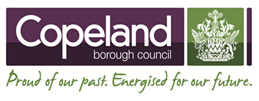 Copeland
borough council
Proud of our past. Energised for our future.